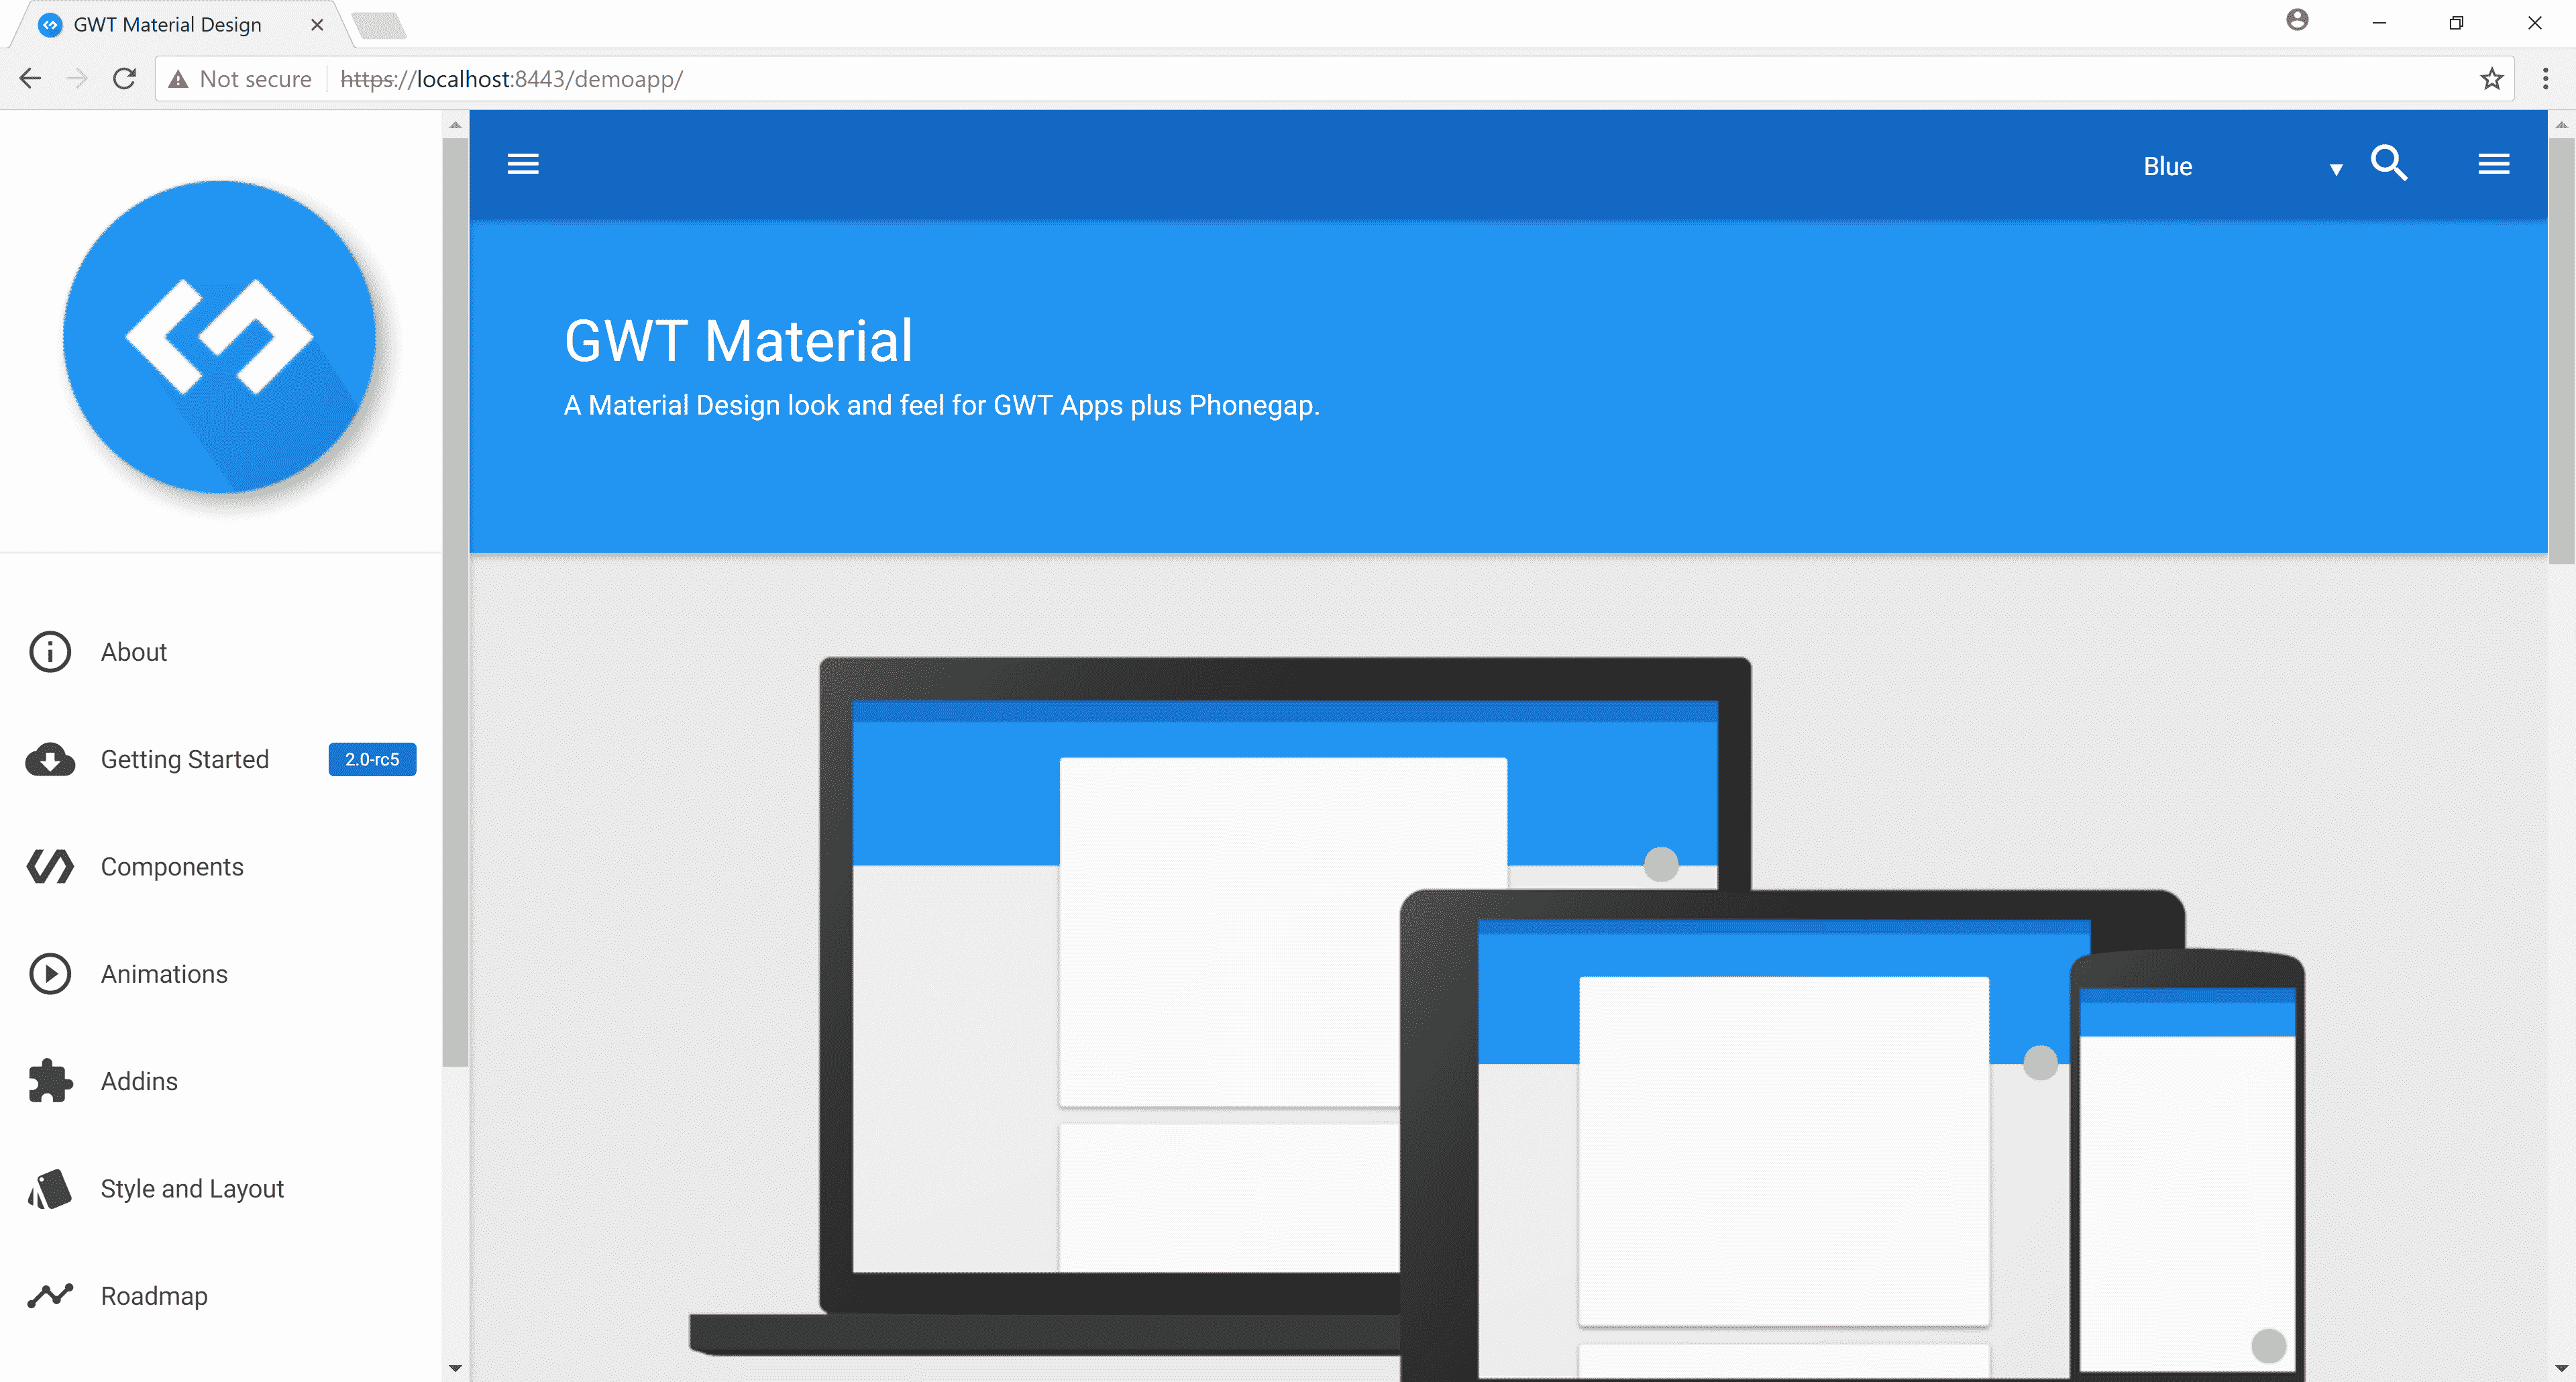 GWT Material Design
Not secure https://localhost:8443/demoapp/
Blue
GWT Material
A Material Design look and feel for GWT Apps plus Phonegap.
About
Getting Started 2.0-rc5
Components
Animations
Addins
Style and Layout
Roadmap